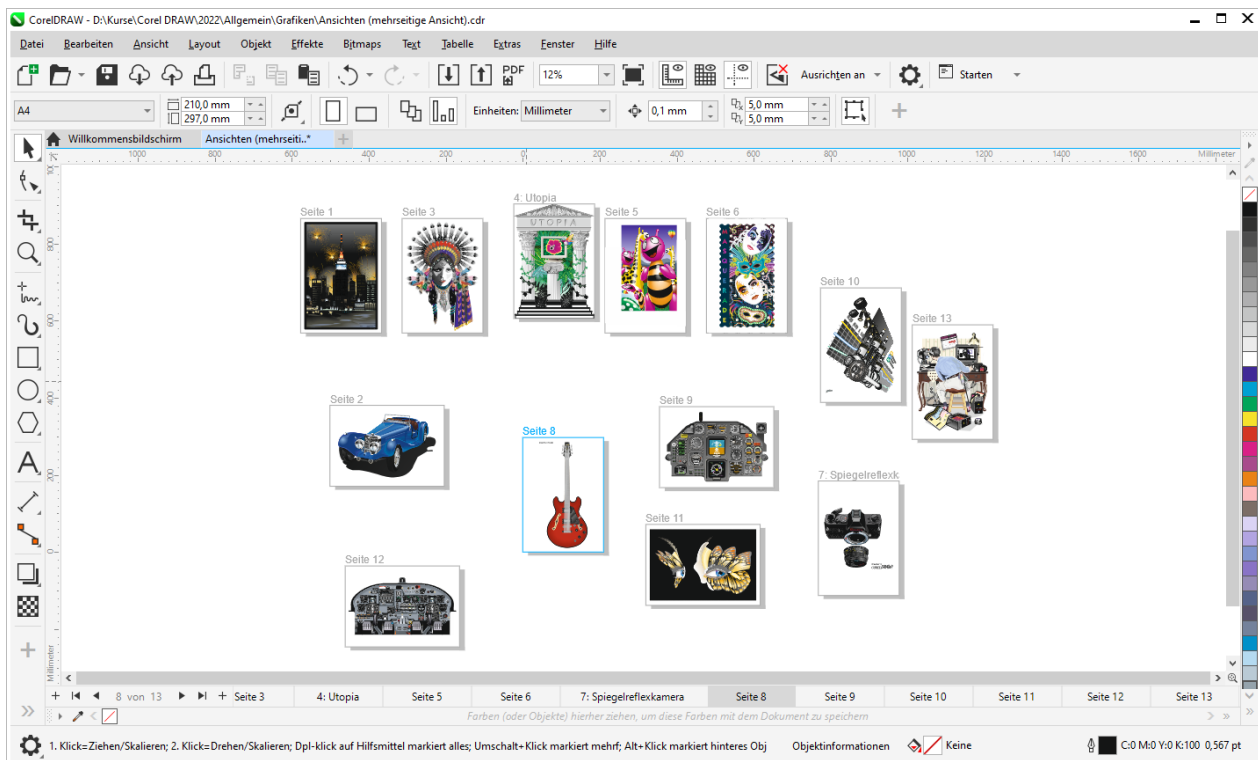 CorelDRAW - D:\Kurse\Corel DRAW\2022\Allgemein\Grafiken\Ansichten (mehrseitige Ansicht).cdr
Datei Bearbeiten Ansicht Layout Objekt Effekte Bitmaps Text Tabelle Extras Fenster Hilfe
PDF 12% Ausrichten an Starten
A4 210,0 mm 297,0 mm Einheiten: Millimeter 0,1 mm 5,0 mm 5,0 mm
Willkommensbildschirm Ansichten (mehrseiti..*
1000 800 600 400 200 0 200 400 600 800 1000 1200 1400 1600 Millimeter
4: Utopia
Seite 1 Seite 3 Seite 5 Seite 6
UTOPIA
800
Seite 10
600
Seite 13
400
Seite 2 Seite 9
Seite 8
200
7: Spiegelreflexk
Seite 11
0
Seite 12
Millimeter
8 von 13 Seite 3 4: Utopia Seite 5 Seite 6 7: Spiegelreflexkamera Seite 8 Seite 9 Seite 10 Seite 11 Seite 12 Seite 13
Farben (oder Objekte) hierher ziehen, um diese Farben mit dem Dokument zu speichern
1. Klick=Ziehen/Skalieren; 2. Klick=Drehen/Skalieren; Dpl-klick auf Hilfsmittel markiert alles; Umschalt+Klick markiert mehrf; Alt+Klick markiert hinteres Obj Objektinformationen Keine C:0 M:0 Y:0 K:100 0,567 pt